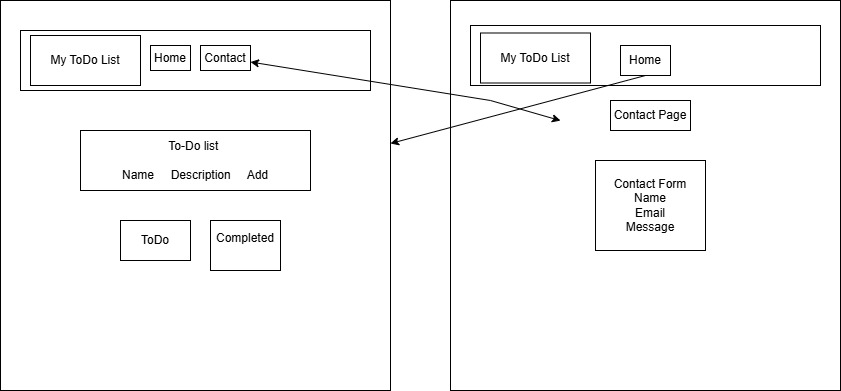 My ToDo List
Home
Contact
To-Do list
Name Description Add
ToDo
Completed
My ToDo List
Home
Contact Page
Contact Form
Name
Email
Message